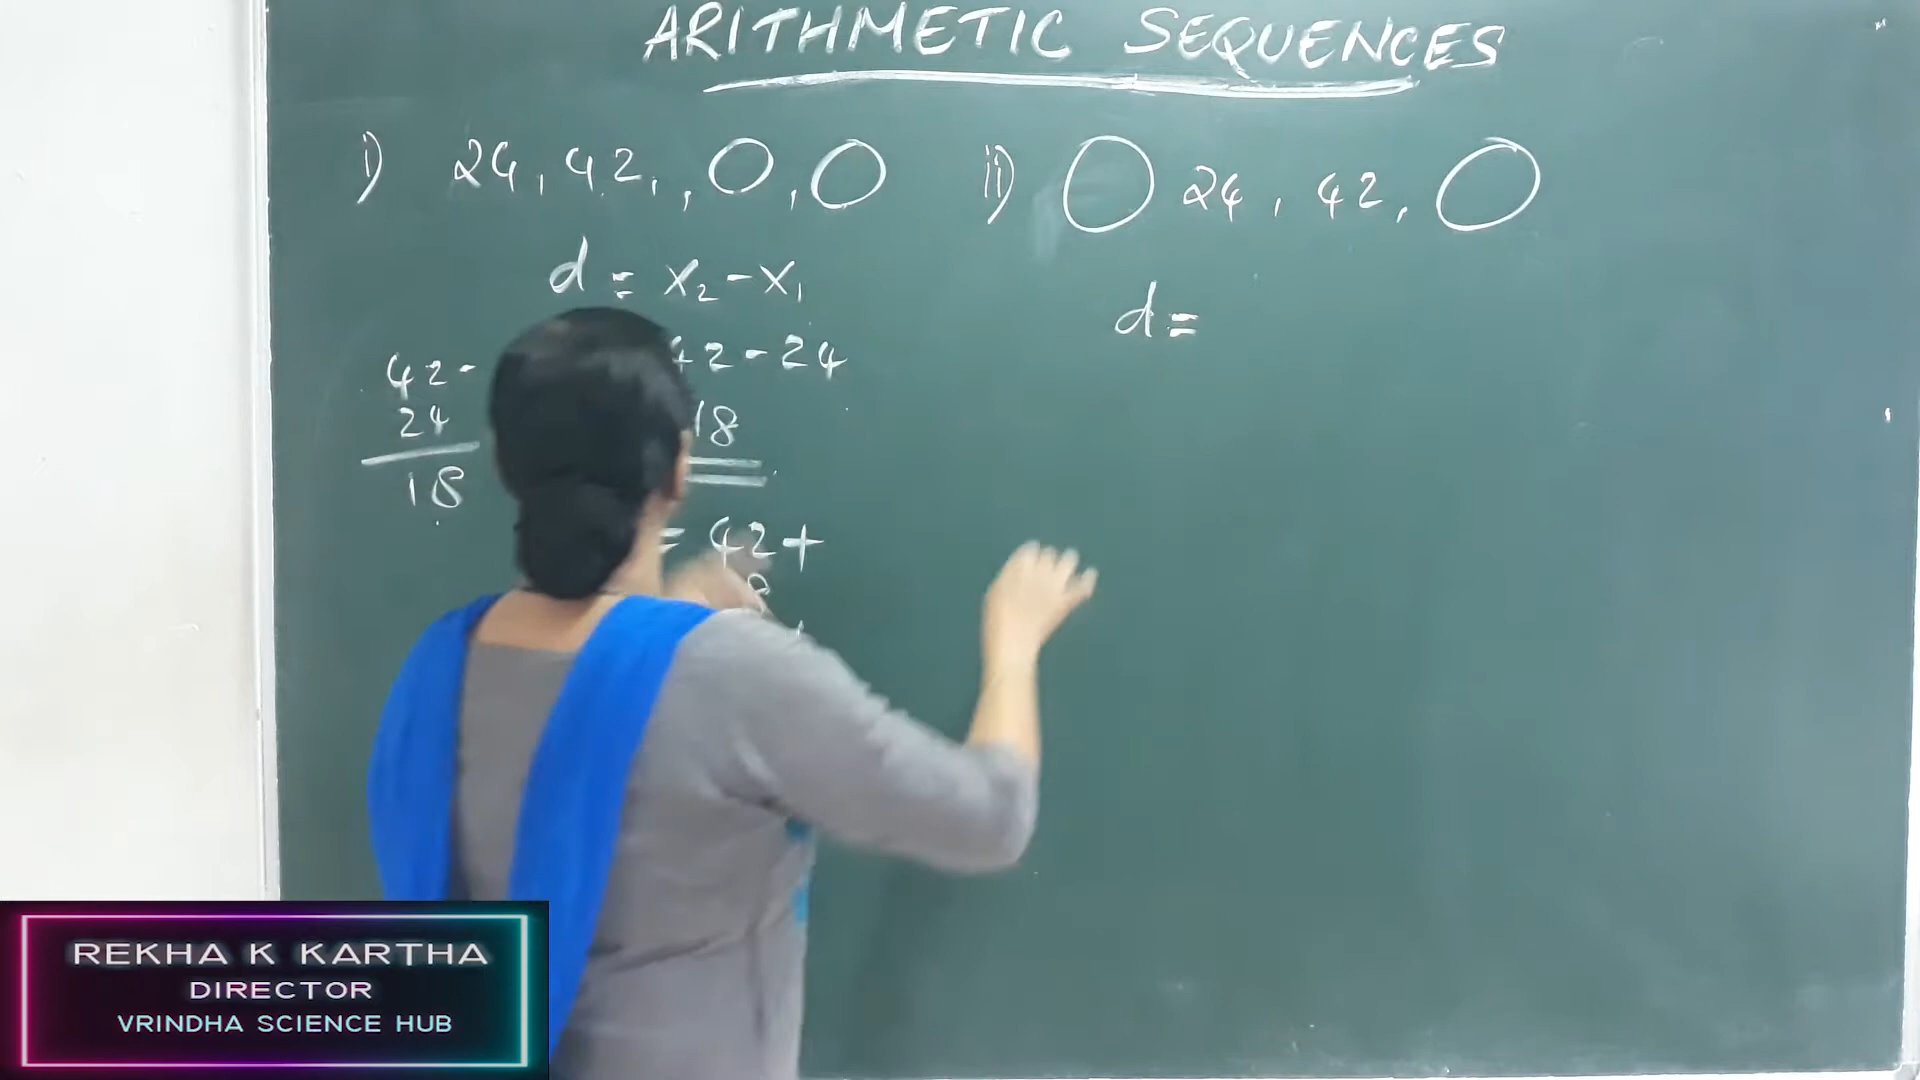 ARITHMETIC SEQUENCES
i) 24, 42, , ◯, ◯
ii) ◯ 24, 42, ◯
d = x₂ - x₁
42 - 24
18
42 -
24
18
= 42 +
d =
REKHA K KARTHA
DIRECTOR
VRINDHA SCIENCE HUB